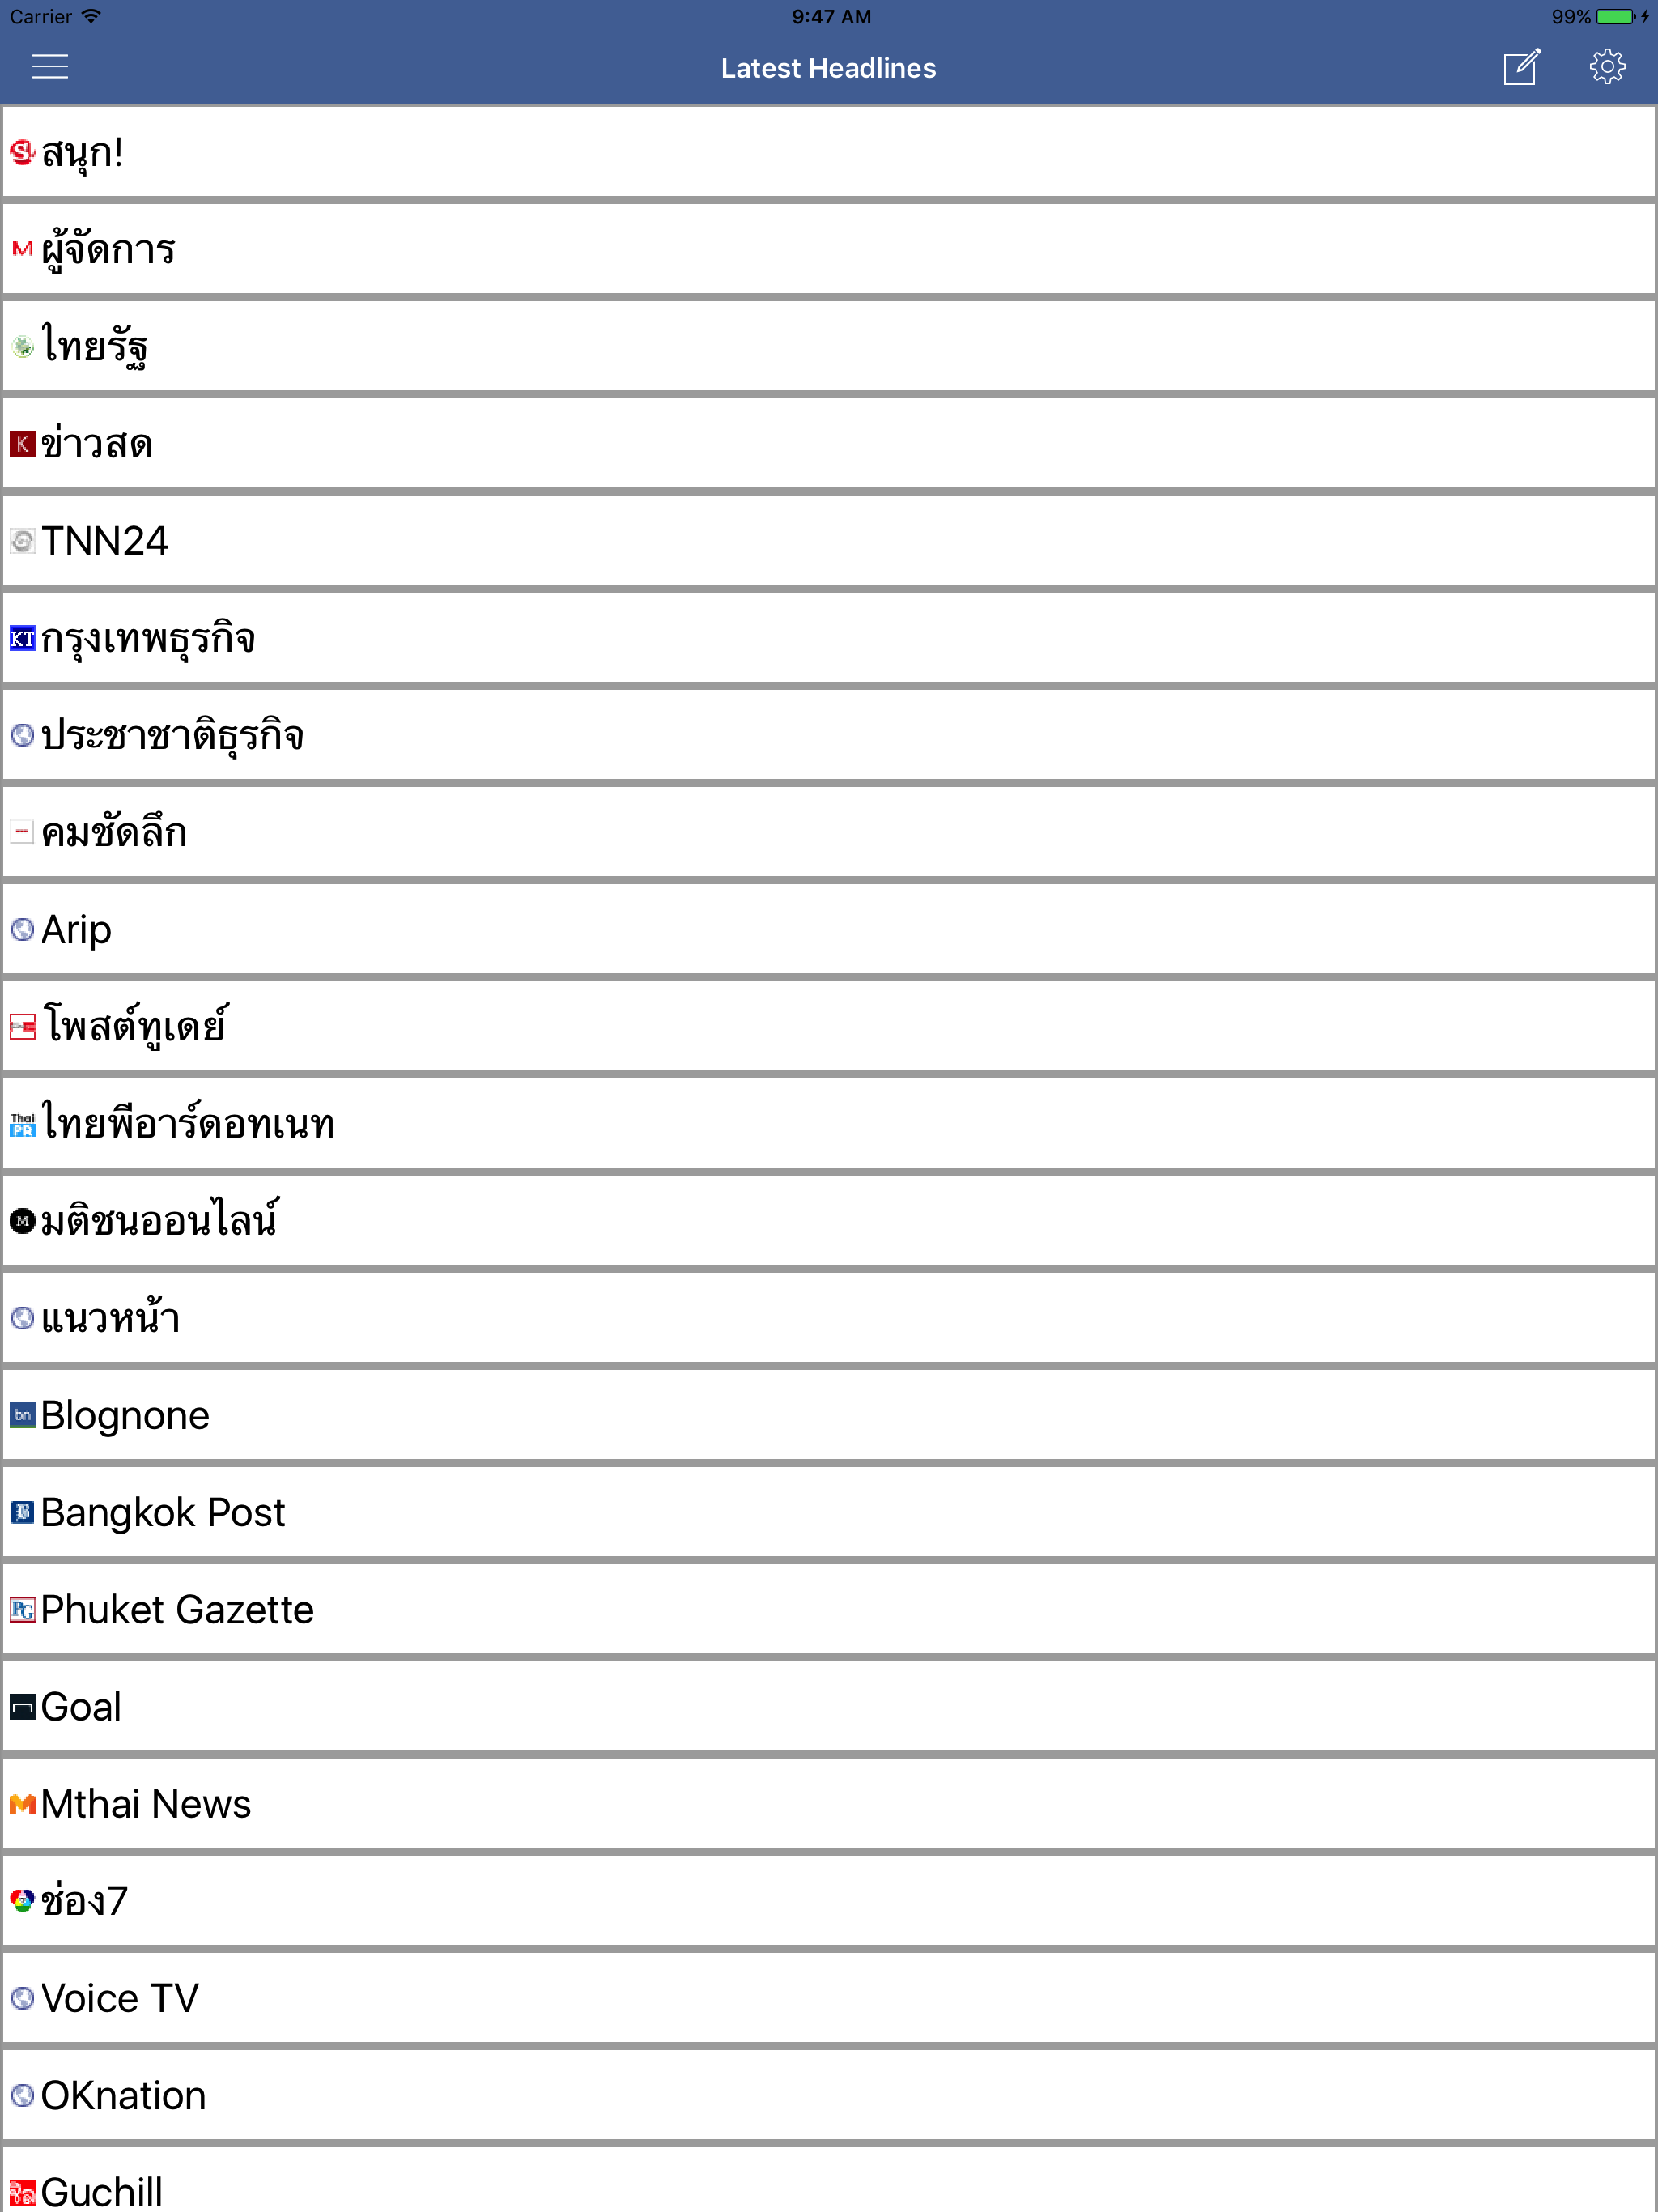 Carrier 9:47 AM 99%
Latest Headlines
สนุก!
ผู้จัดการ
ไทยรัฐ
K ข่าวสด
TNN24
KT กรุงเทพธุรกิจ
ประชาชาติธุรกิจ
คมชัดลึก
Arip
โพสต์ทูเดย์
Thai PR ไทยพีอาร์ดอทเนท
M มติชนออนไลน์
แนวหน้า
bn Blognone
B Bangkok Post
PG Phuket Gazette
Goal
Mthai News
ช่อง7
Voice TV
OKnation
Guchill